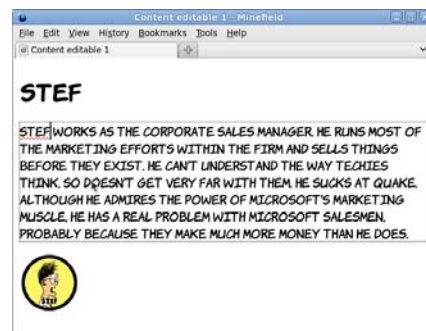 Content editable 1 - Minefield
File Edit View History Bookmarks Tools Help
Content editable 1
STEF
STEF WORKS AS THE CORPORATE SALES MANAGER. HE RUNS MOST OF
THE MARKETING EFFORTS WITHIN THE FIRM AND SELLS THINGS
BEFORE THEY EXIST. HE CAN'T UNDERSTAND THE WAY TECHIES
THINK, SO DOESN'T GET VERY FAR WITH THEM. HE SUCKS AT QUAKE.
ALTHOUGH HE ADMIRES THE POWER OF MICROSOFT'S MARKETING
MUSCLE, HE HAS A REAL PROBLEM WITH MICROSOFT SALESMEN,
PROBABLY BECAUSE THEY MAKE MUCH MORE MONEY THAN HE DOES.
STEF